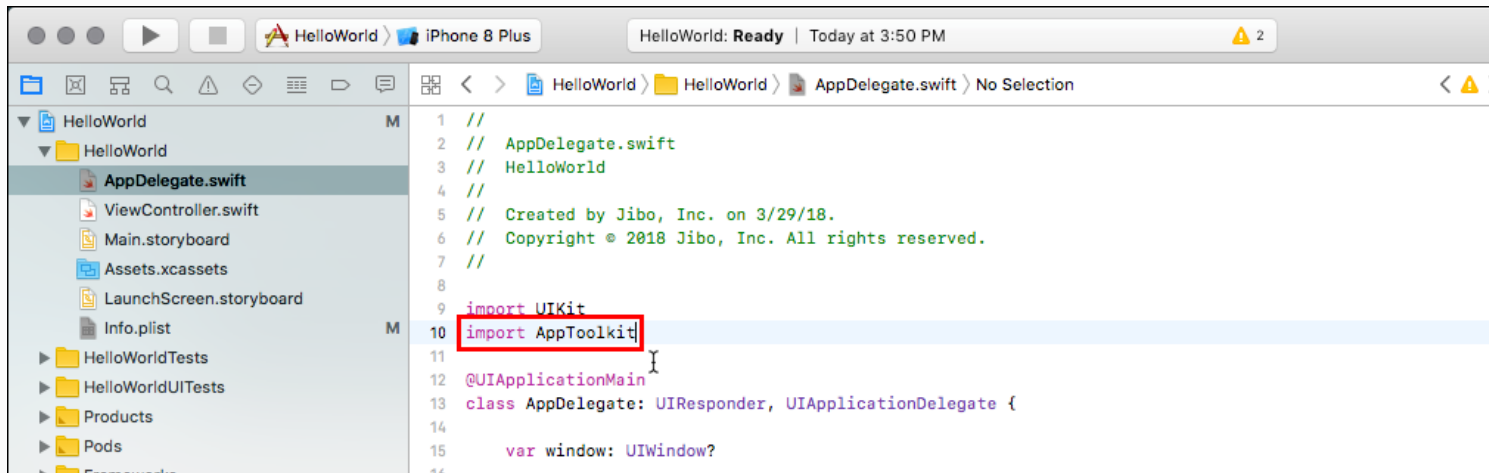 HelloWorld 〉 iPhone 8 Plus
HelloWorld: Ready | Today at 3:50 PM
2
HelloWorld 〉 HelloWorld 〉 AppDelegate.swift 〉 No Selection
HelloWorld M
HelloWorld
AppDelegate.swift
ViewController.swift
Main.storyboard
Assets.xcassets
LaunchScreen.storyboard
Info.plist M
HelloWorldTests
HelloWorldUITests
Products
Pods
Frameworks
1 //
2 // AppDelegate.swift
3 // HelloWorld
4 //
5 // Created by Jibo, Inc. on 3/29/18.
6 // Copyright © 2018 Jibo, Inc. All rights reserved.
7 //
8
9 import UIKit
10 import AppToolkit
11
12 @UIApplicationMain
13 class AppDelegate: UIResponder, UIApplicationDelegate {
14
15 var window: UIWindow?
16